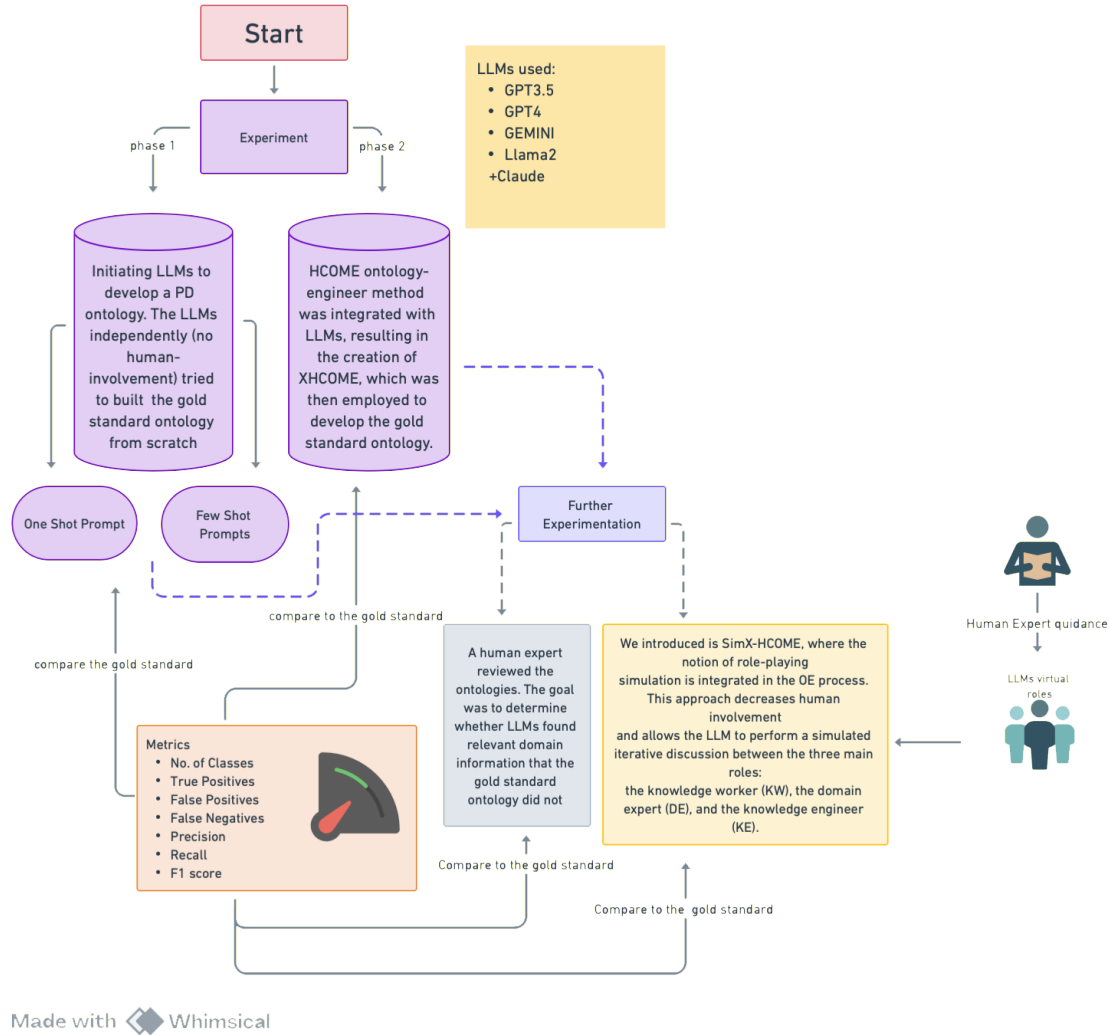 Start
LLMs used:
• GPT3.5
• GPT4
• GEMINI
• Llama2
+Claude
Experiment
phase 1
phase 2
Initiating LLMs to
develop a PD
ontology. The LLMs
independently (no
human-
involvement) tried
to built the gold
standard ontology
from scratch
HCOME ontology-
engineer method
was integrated with
LLMs, resulting in
the creation of
XHCOME, which was
then employed to
develop the gold
standard ontology.
One Shot Prompt
Few Shot
Prompts
Further
Experimentation
compare to the gold standard
compare the gold standard
Human Expert quidance
LLMs virtual
roles
A human expert
reviewed the
ontologies. The goal
was to determine
whether LLMs found
relevant domain
information that the
gold standard
ontology did not
We introduced is SimX-HCOME, where the
notion of role-playing
simulation is integrated in the OE process.
This approach decreases human
involvement
and allows the LLM to perform a simulated
iterative discussion between the three main
roles:
the knowledge worker (KW), the domain
expert (DE), and the knowledge engineer
(KE).
Metrics
• No. of Classes
• True Positives
• False Positives
• False Negatives
• Precision
• Recall
• F1 score
Compare to the gold standard
Compare to the gold standard
Made with Whimsical